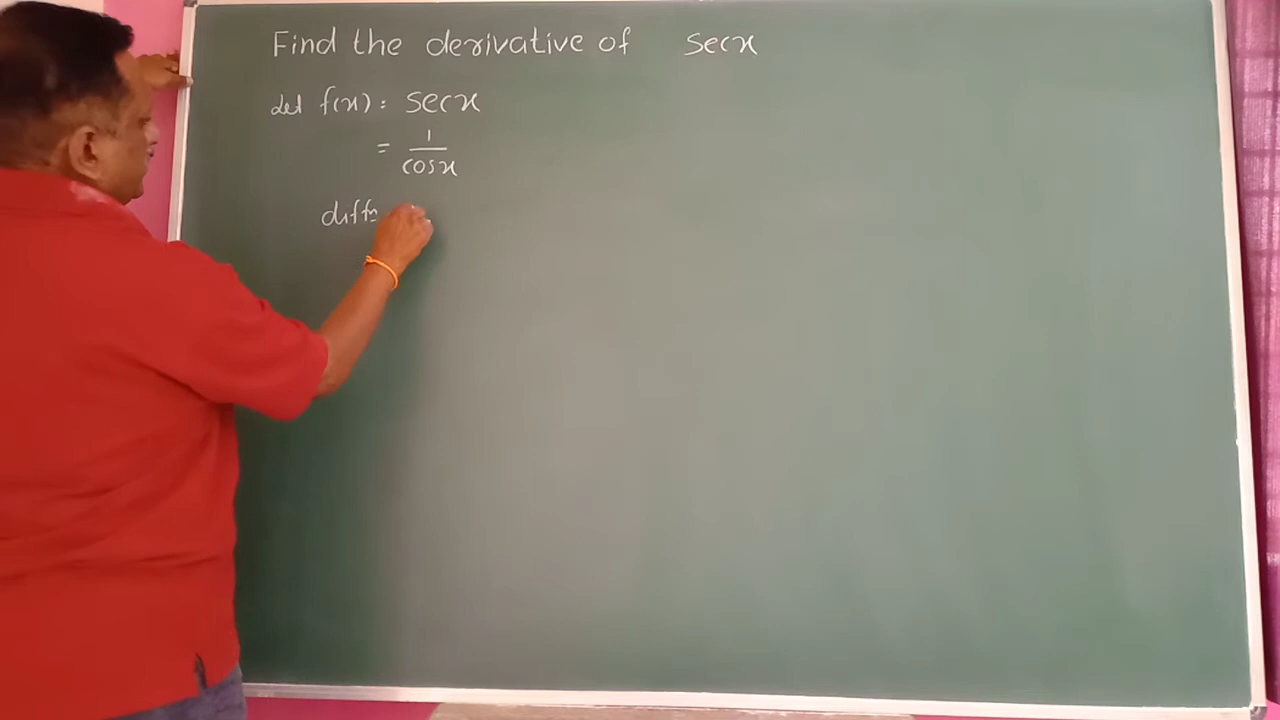 Find the derivative of secx
Let f(x) = secx
= 1/cosx
diff